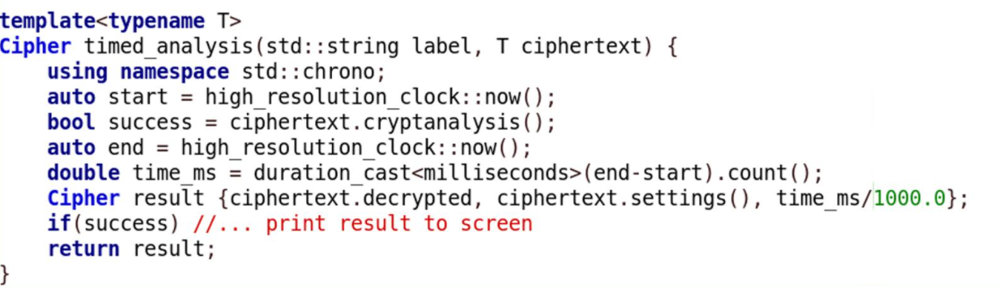 template<typename T>
Cipher timed_analysis(std::string label, T ciphertext) {
    using namespace std::chrono;
    auto start = high_resolution_clock::now();
    bool success = ciphertext.cryptanalysis();
    auto end = high_resolution_clock::now();
    double time_ms = duration_cast<milliseconds>(end-start).count();
    Cipher result {ciphertext.decrypted, ciphertext.settings(), time_ms/1000.0};
    if(success) //... print result to screen
    return result;
}